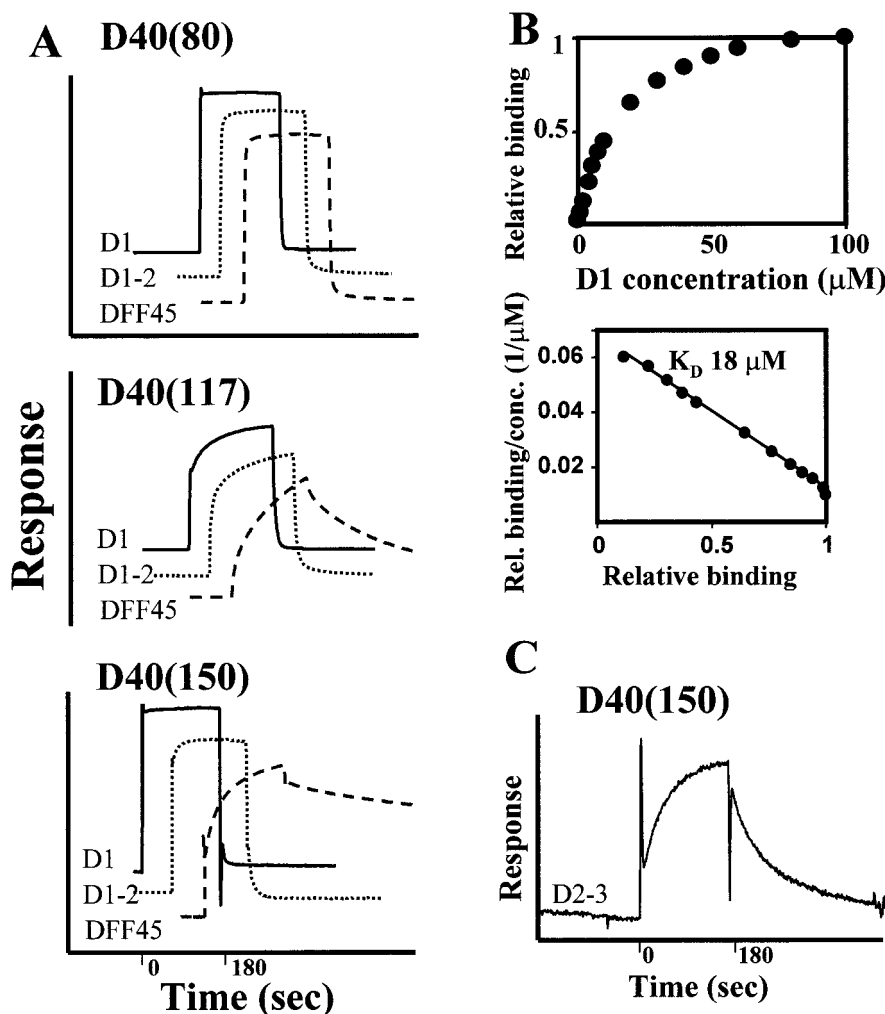 A
D40(80)
D1
D1-2
DFF45
D40(117)
D1
D1-2
DFF45
D40(150)
D1
D1-2
DFF45
0
180
Time (sec)
Response
B
1
0.5
Relative binding
0
50
100
D1 concentration (μM)
0.06
0.04
0.02
K_D 18 μM
Rel. binding/conc. (1/μM)
0
0.5
1
Relative binding
C
D40(150)
Response
D2-3
0
180
Time (sec)